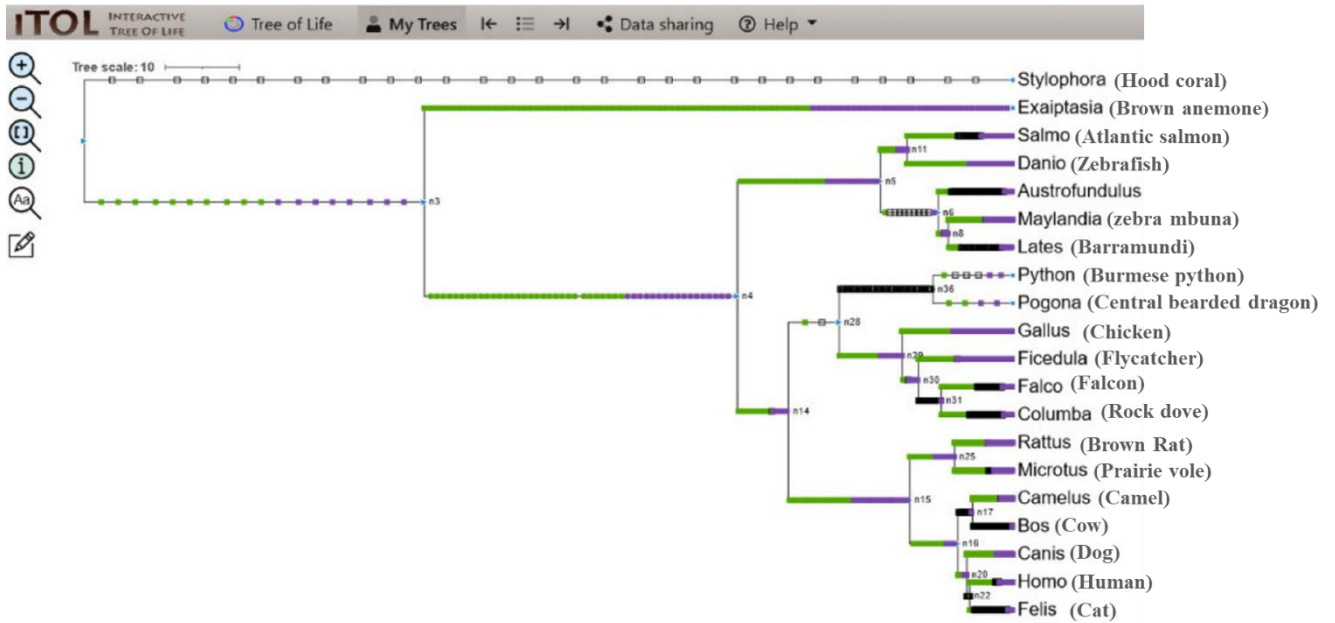 iTOL INTERACTIVE TREE OF LIFE Tree of Life My Trees Data sharing Help
Tree scale: 10
Aa
Stylophora (Hood coral)
Exaiptasia (Brown anemone)
Salmo (Atlantic salmon)
n11
Danio (Zebrafish)
n5
Austrofundulus
n3
n6
Maylandia (zebra mbuna)
n8
Lates (Barramundi)
Python (Burmese python)
n36
n4
Pogona (Central bearded dragon)
n28
Gallus (Chicken)
n29
Ficedula (Flycatcher)
n30
Falco (Falcon)
n31
n14
Columba (Rock dove)
Rattus (Brown Rat)
n25
Microtus (Prairie vole)
n15
Camelus (Camel)
n17
Bos (Cow)
n16
Canis (Dog)
n20
Homo (Human)
n22
Felis (Cat)